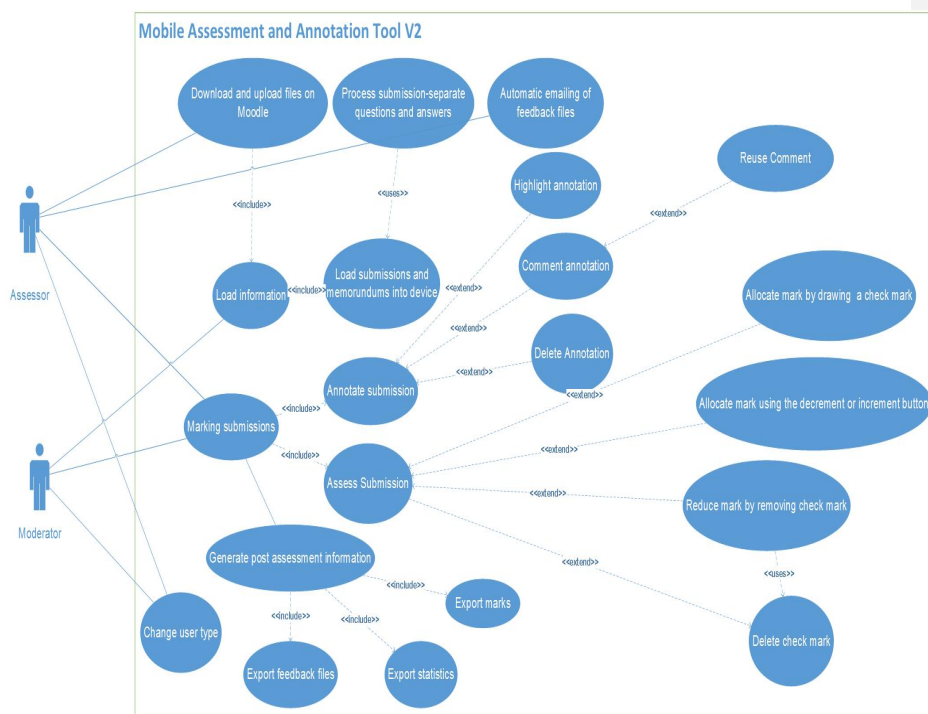 Mobile Assessment and Annotation Tool V2
Download and upload files on
Moodle
Process submission-separate
questions and answers
Automatic emailing of
feedback files
Reuse Comment
Highlight annotation
<<uses>>
<<include>>
<<extend>>
Assessor
Load information
<<include>>
Load submissions and
memorundums into device
Comment annotation
<<extend>>
Allocate mark by drawing a check mark
<<extend>>
Delete Annotation
<<extend>>
Annotate submission
<<extend>>
Allocate mark using the decrement or increment button
<<include>>
Marking submissions
<<include>>
<<extend>>
Assess Submission
<<extend>>
Reduce mark by removing check mark
Moderator
Generate post assessment information
<<extend>>
<<uses>>
<<include>>
Export marks
<<include>>
<<include>>
Change user type
Delete check mark
Export feedback files
Export statistics